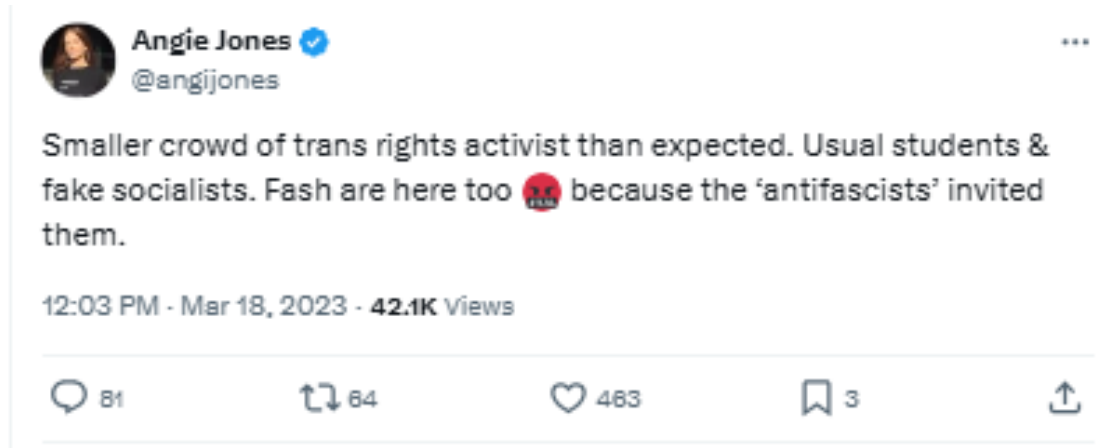 Angie Jones
@angijones
Smaller crowd of trans rights activist than expected. Usual students &
fake socialists. Fash are here too 🤬 because the ‘antifascists’ invited
them.
12:03 PM · Mar 18, 2023 · 42.1K Views
81 64 463 3